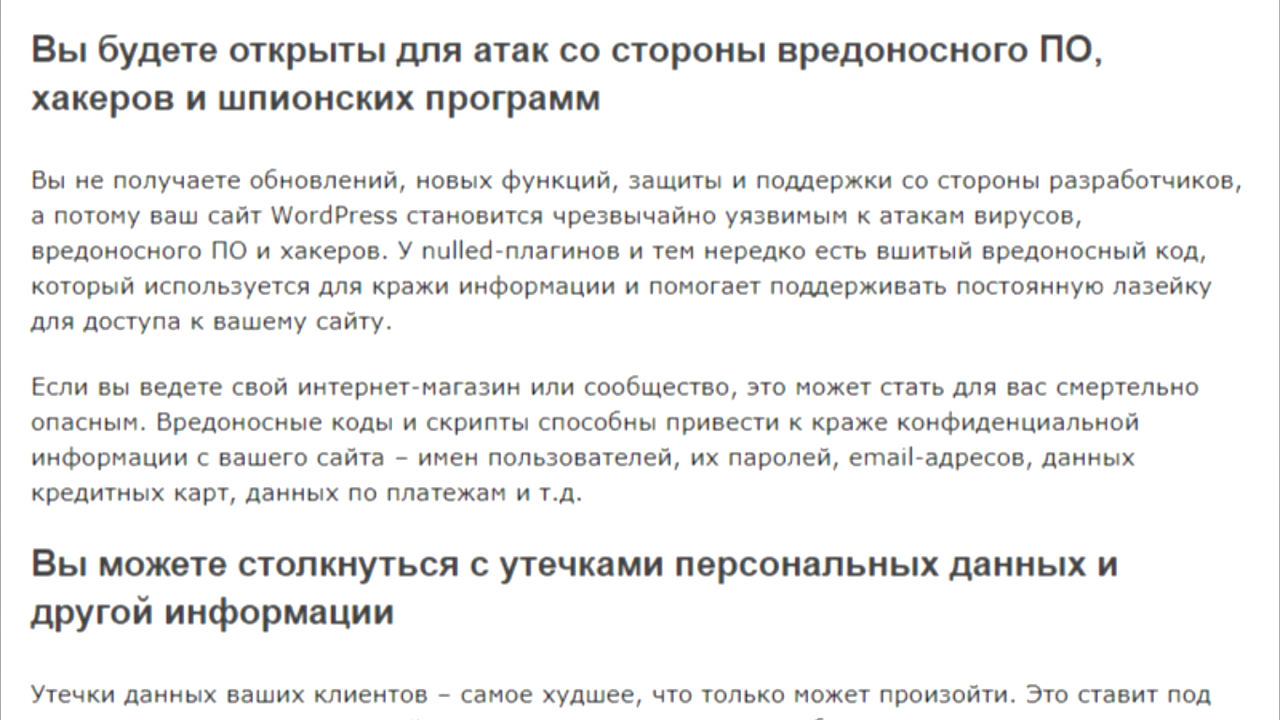 Вы будете открыты для атак со стороны вредоносного ПО,
хакеров и шпионских программ
Вы не получаете обновлений, новых функций, защиты и поддержки со стороны разработчиков,
а потому ваш сайт WordPress становится чрезвычайно уязвимым к атакам вирусов,
вредоносного ПО и хакеров. У nulled-плагинов и тем нередко есть вшитый вредоносный код,
который используется для кражи информации и помогает поддерживать постоянную лазейку
для доступа к вашему сайту.
Если вы ведете свой интернет-магазин или сообщество, это может стать для вас смертельно
опасным. Вредоносные коды и скрипты способны привести к краже конфиденциальной
информации с вашего сайта – имен пользователей, их паролей, email-адресов, данных
кредитных карт, данных по платежам и т.д.
Вы можете столкнуться с утечками персональных данных и
другой информации
Утечки данных ваших клиентов – самое худшее, что только может произойти. Это ставит под